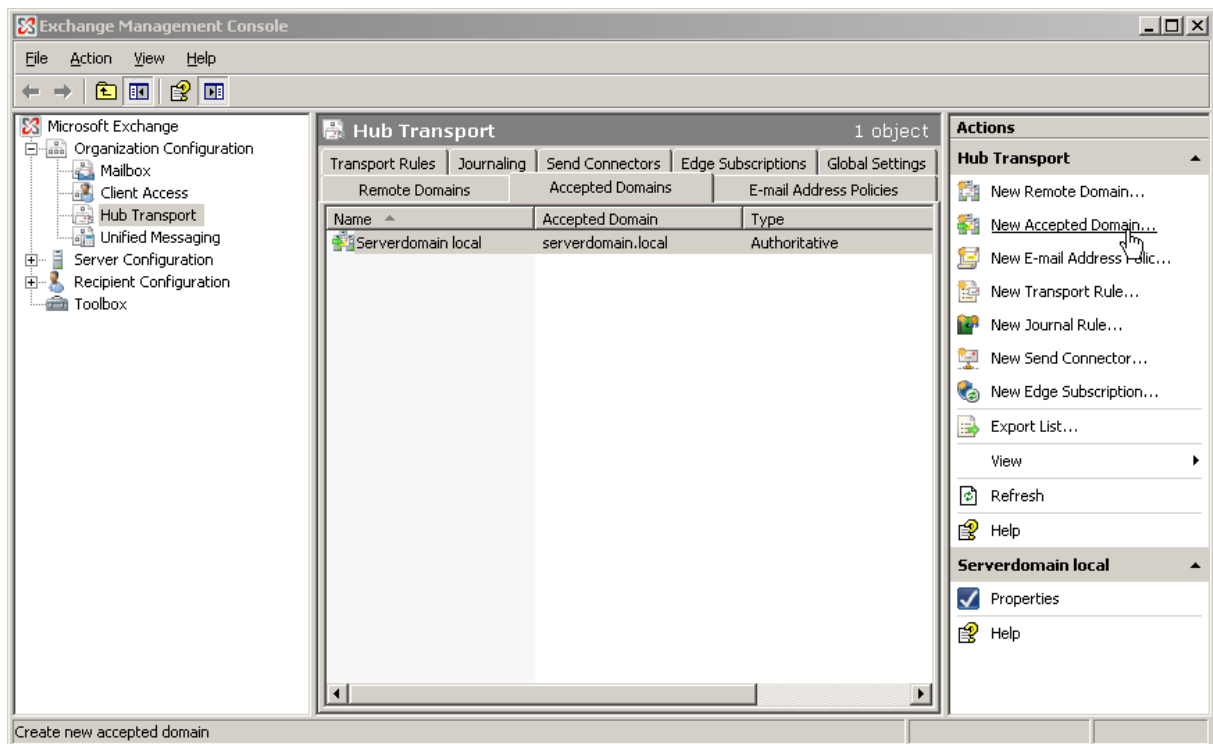 Exchange Management Console
File Action View Help
Microsoft Exchange
Organization Configuration
Mailbox
Client Access
Hub Transport
Unified Messaging
Server Configuration
Recipient Configuration
Toolbox
Hub Transport 1 object
Transport Rules Journaling Send Connectors Edge Subscriptions Global Settings
Remote Domains Accepted Domains E-mail Address Policies
Name Accepted Domain Type
Serverdomain local serverdomain.local Authoritative
Actions
Hub Transport
New Remote Domain...
New Accepted Domain...
New E-mail Address Polic...
New Transport Rule...
New Journal Rule...
New Send Connector...
New Edge Subscription...
Export List...
View
Refresh
Help
Serverdomain local
Properties
Help
Create new accepted domain